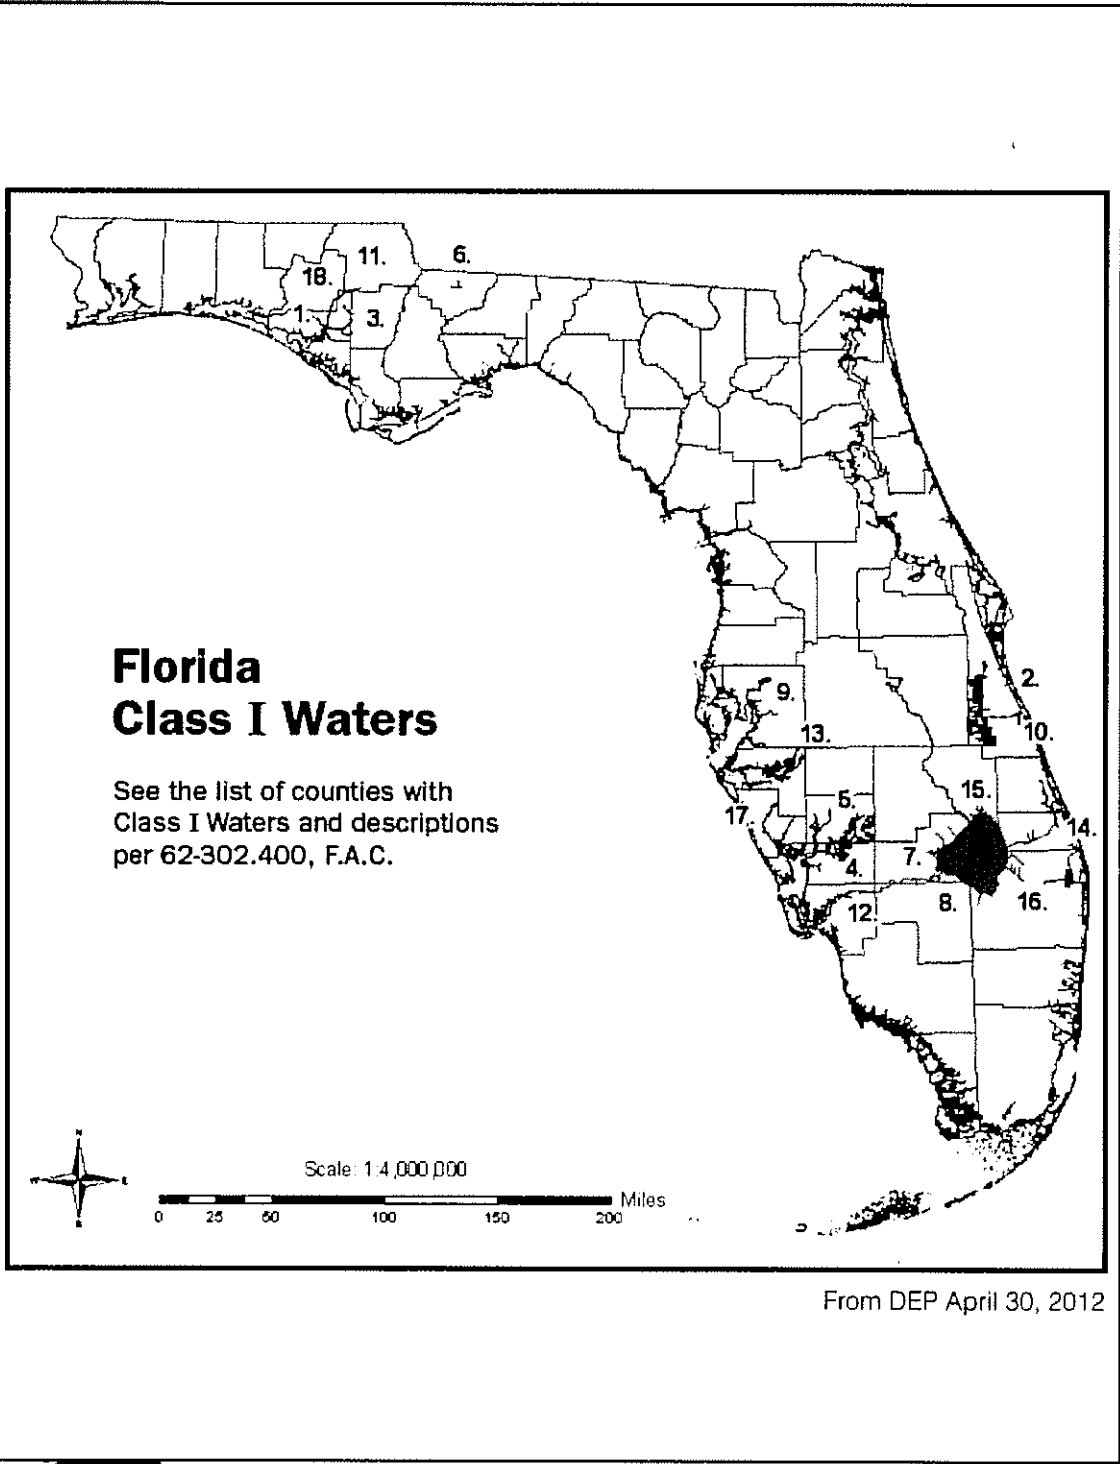 11.
6.
18.
1.
3.
Florida
Class I Waters
See the list of counties with
Class I Waters and descriptions
per 62-302.400, F.A.C.
9.
2.
13.
10.
17.
5.
15.
14.
4.
7.
12.
8.
16.
N
W
E
S
Scale: 1:4,000,000
Miles
0 25 50 100 150 200
From DEP April 30, 2012